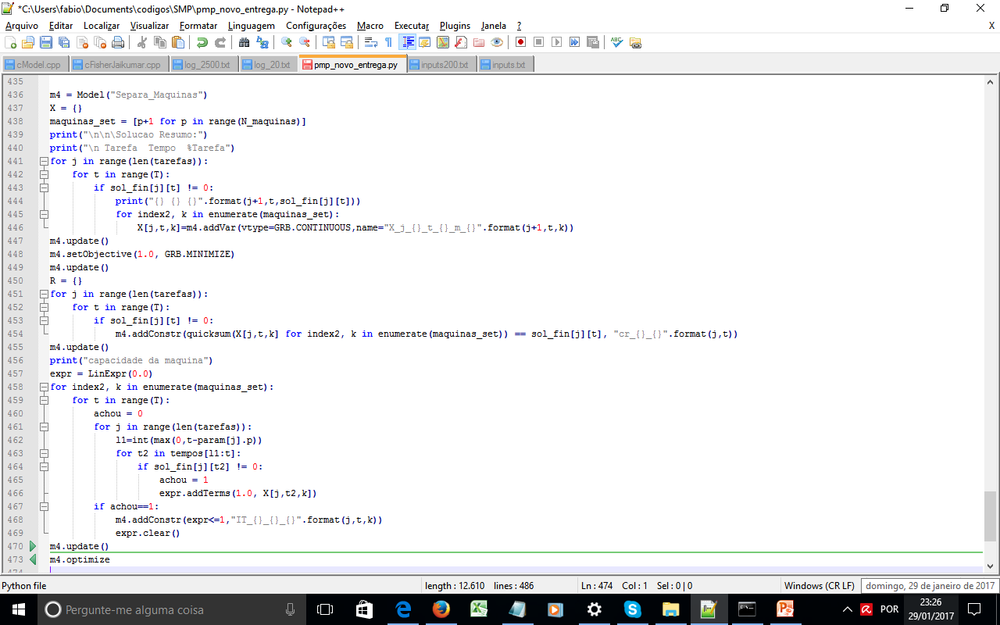 *C:\Users\fabio\Documents\codigos\SMP\pmp_novo_entrega.py - Notepad++
Arquivo Editar Localizar Visualizar Formatar Linguagem Configurações Macro Executar Plugins Janela ? X
cModel.cpp cFisherJaikumar.cpp log_2500.txt log_20.txt pmp_novo_entrega.py inputs200.txt inputs.txt
435
436 m4 = Model("Separa_Maquinas")
437 X = {}
438 maquinas_set = [p+1 for p in range(N_maquinas)]
439 print("\n\n\Solucao Resumo:")
440 print("\n Tarefa  Tempo  %Tarefa")
441 for j in range(len(tarefas)):
442     for t in range(T):
443         if sol_fin[j][t] != 0:
444             print("{} {} {}".format(j+1,t,sol_fin[j][t]))
445             for index2, k in enumerate(maquinas_set):
446                 X[j,t,k]=m4.addVar(vtype=GRB.CONTINUOUS,name="X_j_{}_t_{}_m_{}".format(j+1,t,k))
447 m4.update()
448 m4.setObjective(1.0, GRB.MINIMIZE)
449 m4.update()
450 R = {}
451 for j in range(len(tarefas)):
452     for t in range(T):
453         if sol_fin[j][t] != 0:
454             m4.addConstr(quicksum(X[j,t,k] for index2, k in enumerate(maquinas_set)) == sol_fin[j][t], "cr_{}_{}".format(j,t))
455 m4.update()
456 print("capacidade da maquina")
457 expr = LinExpr(0.0)
458 for index2, k in enumerate(maquinas_set):
459     for t in range(T):
460         achou = 0
461         for j in range(len(tarefas)):
462             l1=int(max(0,t-param[j].p))
463             for t2 in tempos[l1:t]:
464                 if sol_fin[j][t2] != 0:
465                     achou = 1
466                     expr.addTerms(1.0, X[j,t2,k])
467         if achou==1:
468             m4.addConstr(expr<=1,"IT_{}_{}_{}".format(j,t,k))
469             expr.clear()
470 m4.update()
473 m4.optimize
474
Python file length : 12.610 lines : 486 Ln : 474 Col : 1 Sel : 0 | 0 Windows (CR LF) domingo, 29 de janeiro de 2017
Pergunte-me alguma coisa POR 23:26
29/01/2017